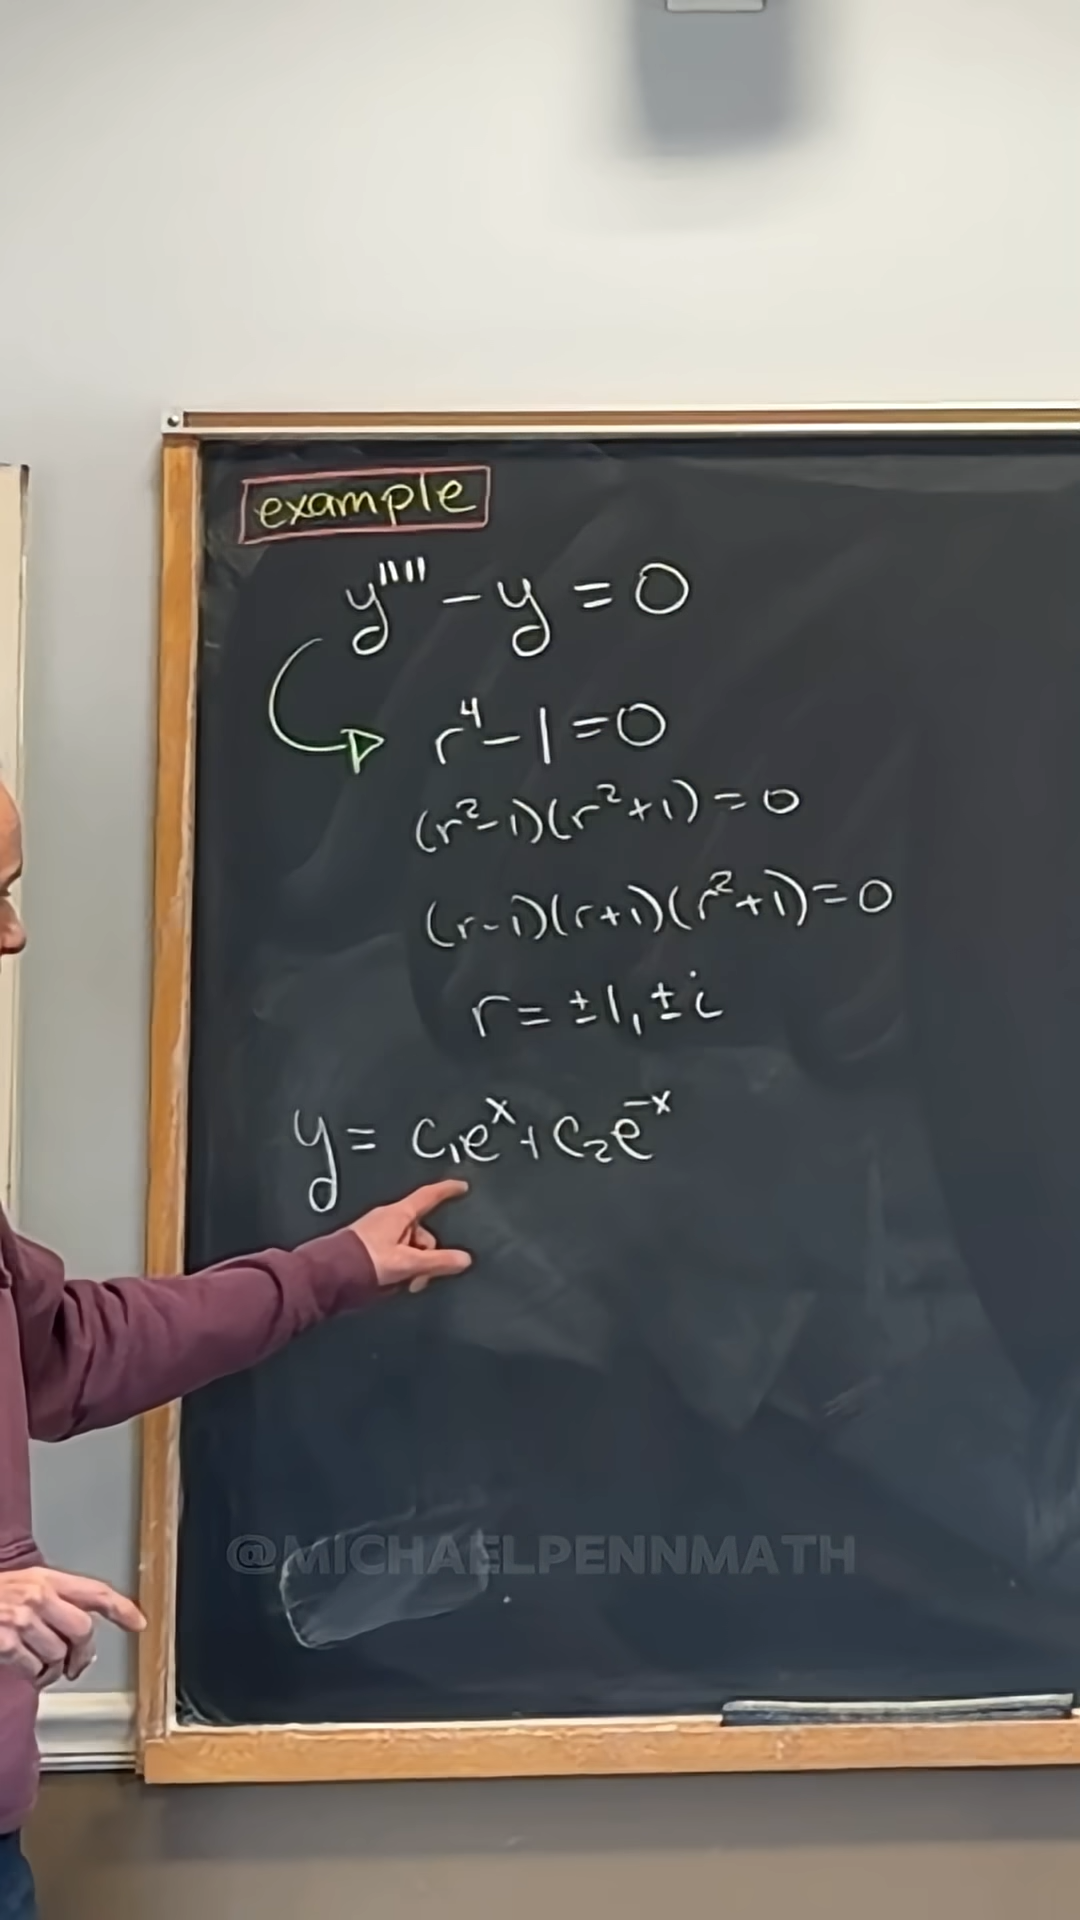 example
y'''' - y = 0
r⁴ - 1 = 0
(r² - 1)(r² + 1) = 0
(r - 1)(r + 1)(r² + 1) = 0
r = ±1, ±i
y = c₁eˣ + c₂e⁻ˣ
@MICHAELPENNMATH